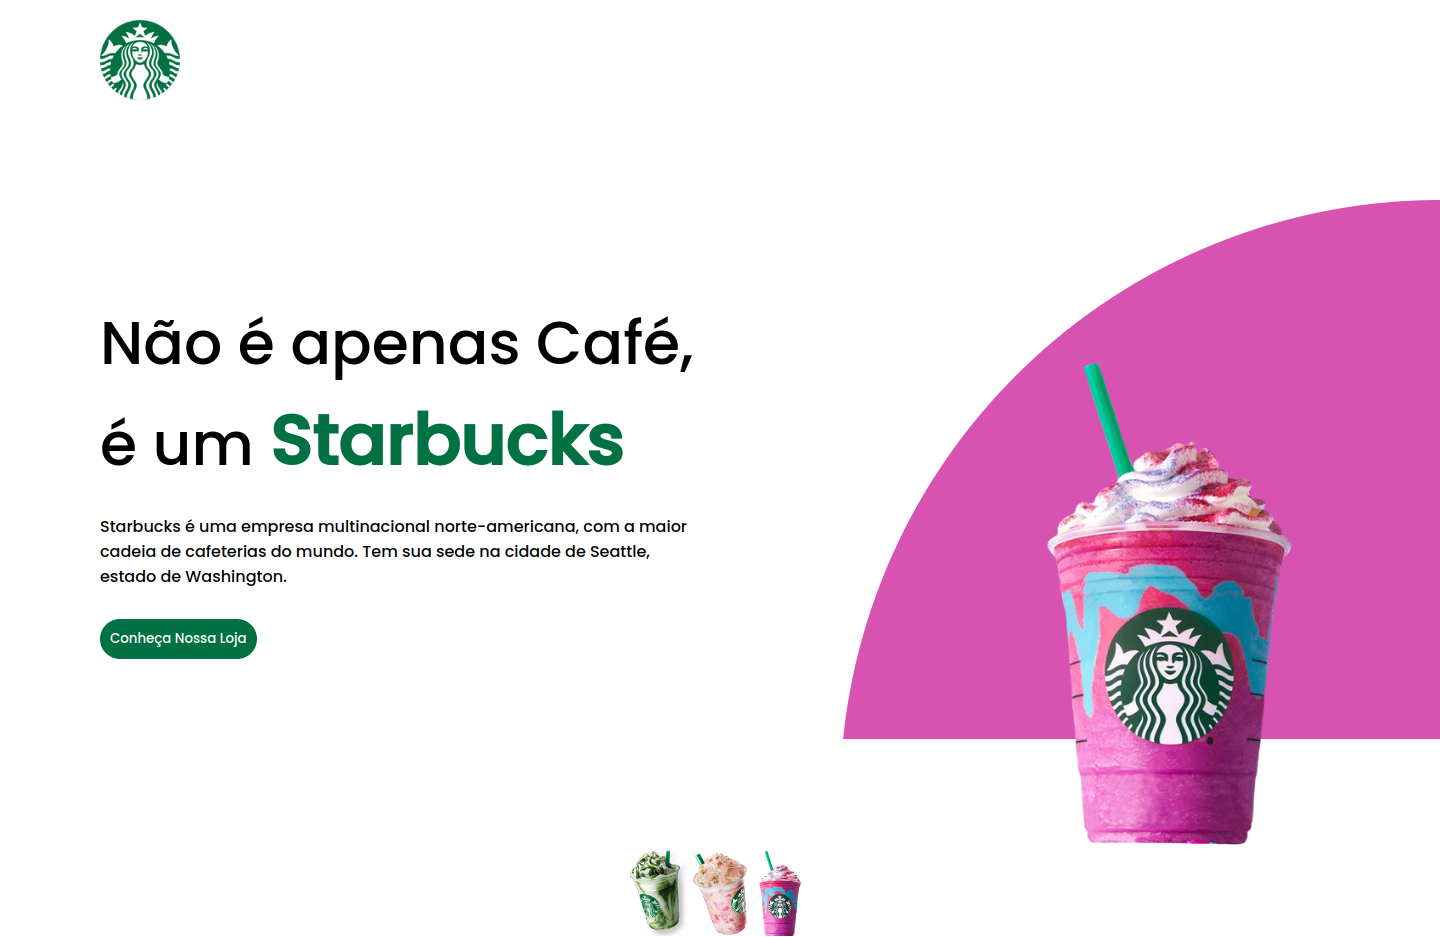 Não é apenas Café,
é um Starbucks
Starbucks é uma empresa multinacional norte-americana, com a maior
cadeia de cafeterias do mundo. Tem sua sede na cidade de Seattle,
estado de Washington.
Conheça Nossa Loja